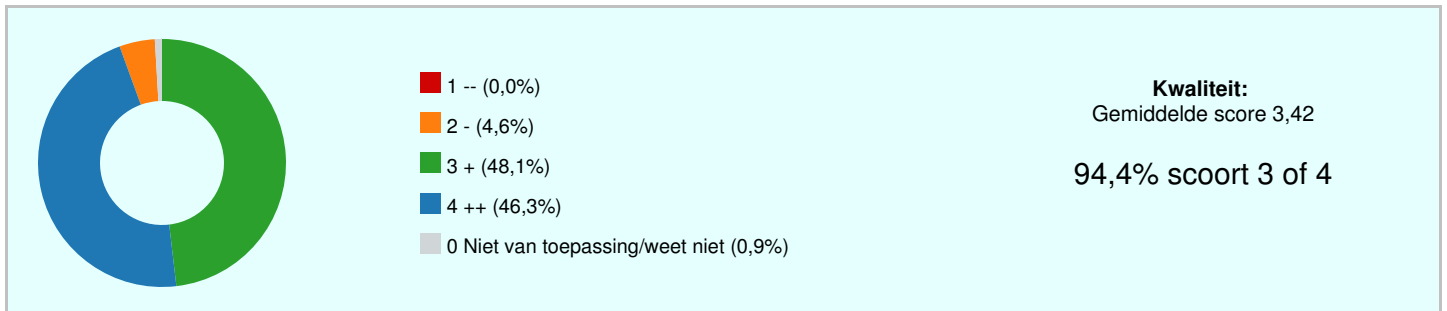 1 -- (0,0%)
2 - (4,6%)
3 + (48,1%)
4 ++ (46,3%)
0 Niet van toepassing/weet niet (0,9%)
Kwaliteit:
Gemiddelde score 3,42
94,4% scoort 3 of 4